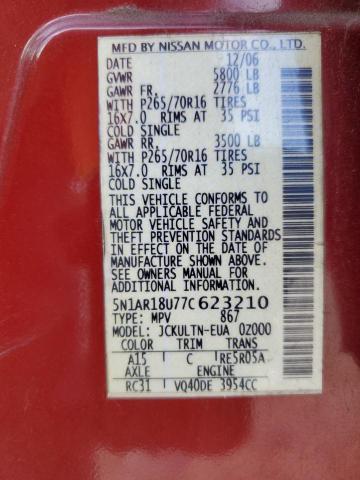 MFD BY NISSAN MOTOR CO., LTD.
DATE 12/06
GVWR 5800 LB
GAWR FR. 2776 LB
WITH P265/70R16 TIRES
16x7.0 RIMS AT 35 PSI
COLD SINGLE
GAWR RR. 3500 LB
WITH P265/70R16 TIRES
16x7.0 RIMS AT 35 PSI
COLD SINGLE
THIS VEHICLE CONFORMS TO
ALL APPLICABLE FEDERAL
MOTOR VEHICLE SAFETY AND
THEFT PREVENTION STANDARDS
IN EFFECT ON THE DATE OF
MANUFACTURE SHOWN ABOVE.
SEE OWNERS MANUAL FOR
ADDITIONAL INFORMATION.
5N1AR18U77C623210
TYPE: MPV 867
MODEL: JCKULTN-EUA 0Z000
COLOR TRIM TRANS
A15 C RE5R05A
AXLE ENGINE
RC31 VQ40DE 3954CC